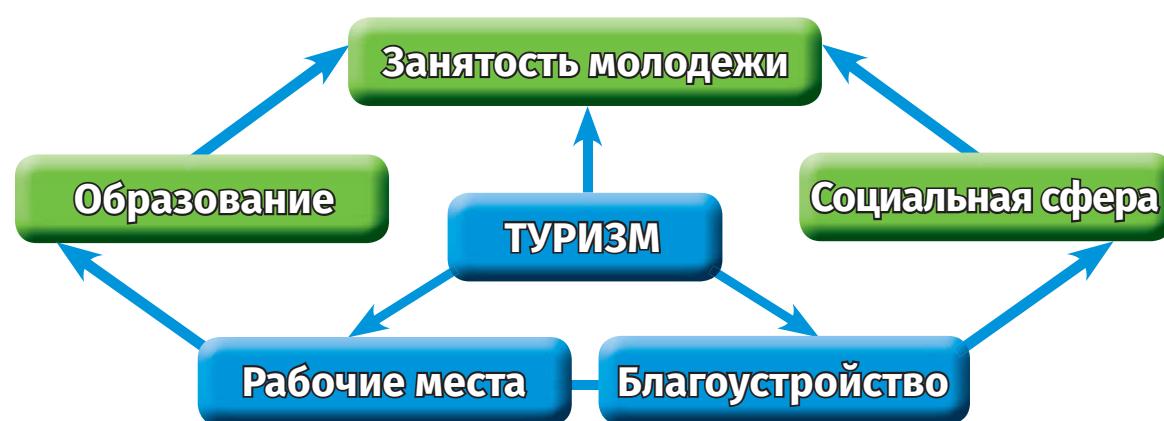 Занятость молодежи
Образование
Социальная сфера
ТУРИЗМ
Рабочие места
Благоустройство